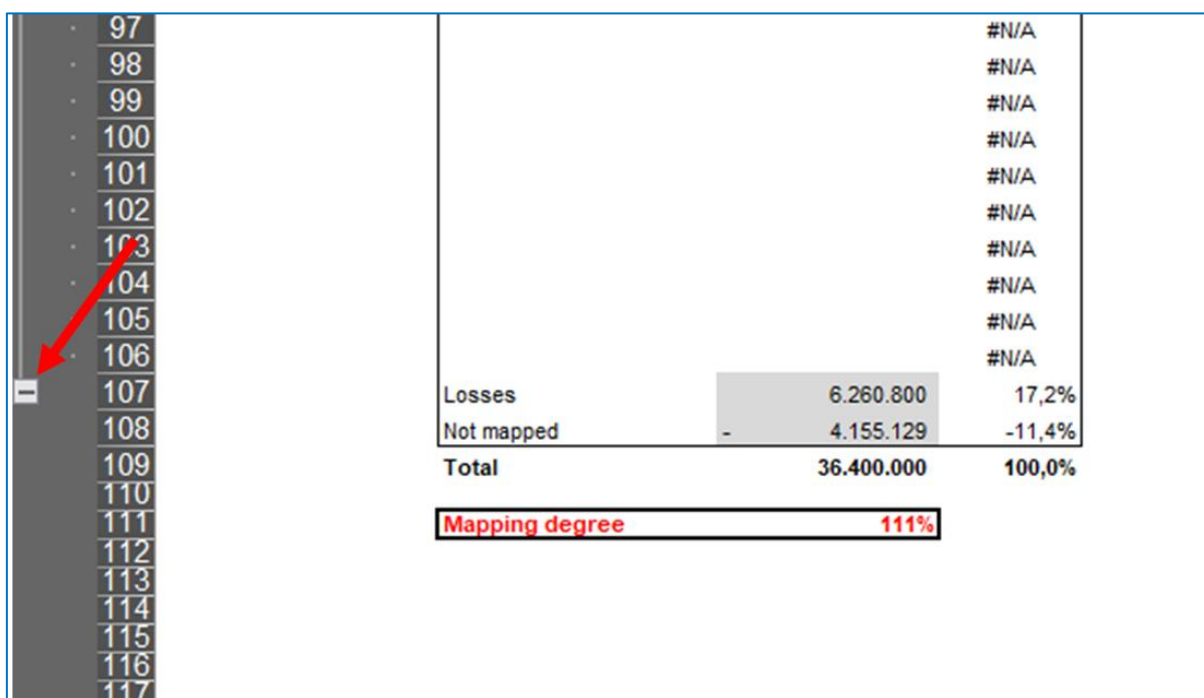 97 #N/A
98 #N/A
99 #N/A
100 #N/A
101 #N/A
102 #N/A
103 #N/A
104 #N/A
105 #N/A
106 #N/A
107 Losses 6.260.800 17,2%
108 Not mapped - 4.155.129 -11,4%
109 Total 36.400.000 100,0%
110
111 Mapping degree 111%
112
113
114
115
116
117